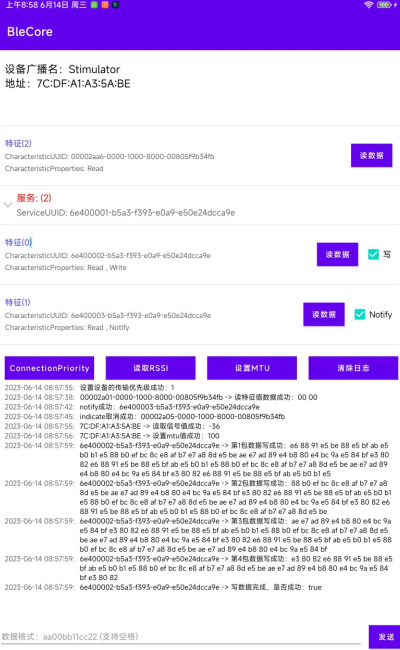 上午8:58 6月14日 周三
BleCore
设备广播名：Stimulator
地址：7C:DF:A1:A3:5A:BE
特征(2)
CharacteristicUUID: 00002aa6-0000-1000-8000-00805f9b34fb
CharacteristicProperties: Read
读数据
服务: (2)
ServiceUUID: 6e400001-b5a3-f393-e0a9-e50e24dcca9e
特征(0)
CharacteristicUUID: 6e400002-b5a3-f393-e0a9-e50e24dcca9e
CharacteristicProperties: Read , Write
读数据 写
特征(1)
CharacteristicUUID: 6e400003-b5a3-f393-e0a9-e50e24dcca9e
CharacteristicProperties: Read , Notify
读数据 Notify
ConnectionPriority 读取RSSI 设置MTU 清除日志
2023-06-14 08:57:35: 设置设备的传输优先级成功：1
2023-06-14 08:57:38: 00002a01-0000-1000-8000-00805f9b34fb -> 读特征值数据成功：00 00
2023-06-14 08:57:42: notify成功：6e400003-b5a3-f393-e0a9-e50e24dcca9e
2023-06-14 08:57:45: indicate取消成功：00002a05-0000-1000-8000-00805f9b34fb
2023-06-14 08:57:55: 7C:DF:A1:A3:5A:BE -> 读取信号值成功：-36
2023-06-14 08:57:55: 7C:DF:A1:A3:5A:BE -> 设置mtu值成功：100
2023-06-14 08:57:59: 6e400002-b5a3-f393-e0a9-e50e24dcca9e -> 第1包数据写成功：e6 88 91 e5 be 88 e5 bf ab e5
b0 b1 e5 88 b0 ef bc 8c e8 af b7 e7 a8 8d e5 be ae e7 ad 89 e4 b8 80 e4 bc 9a e5 84 bf e3 80
82 e6 88 91 e5 be 88 e5 bf ab e5 b0 b1 e5 88 b0 ef bc 8c e8 af b7 e7 a8 8d e5 be ae e7 ad 89
e4 b8 80 e4 bc 9a e5 84 bf e3 80 82 e6 88 91 e5 be 88 e5 bf ab e5 b0 b1 e5
2023-06-14 08:57:59: 6e400002-b5a3-f393-e0a9-e50e24dcca9e -> 第2包数据写成功：88 b0 ef bc 8c e8 af b7 e7 a8
8d e5 be ae e7 ad 89 e4 b8 80 e4 bc 9a e5 84 bf e3 80 82 e6 88 91 e5 be 88 e5 bf ab e5 b0 b1
e5 88 b0 ef bc 8c e8 af b7 e7 a8 8d e5 be ae e7 ad 89 e4 b8 80 e4 bc 9a e5 84 bf e3 80 82 e6
88 91 e5 be 88 e5 bf ab e5 b0 b1 e5 88 b0 ef bc 8c e8 af b7 e7 a8 8d e5 be
2023-06-14 08:57:59: 6e400002-b5a3-f393-e0a9-e50e24dcca9e -> 第3包数据写成功：ae e7 ad 89 e4 b8 80 e4 bc 9a
e5 84 bf e3 80 82 e6 88 91 e5 be 88 e5 bf ab e5 b0 b1 e5 88 b0 ef bc 8c e8 af b7 e7 a8 8d e5
be ae e7 ad 89 e4 b8 80 e4 bc 9a e5 84 bf e3 80 82 e6 88 91 e5 be 88 e5 bf ab e5 b0 b1 e5 88
b0 ef bc 8c e8 af b7 e7 a8 8d e5 be ae e7 ad 89 e4 b8 80 e4 bc 9a e5 84 bf
2023-06-14 08:57:59: 6e400002-b5a3-f393-e0a9-e50e24dcca9e -> 第4包数据写成功：e3 80 82 e6 88 91 e5 be 88 e5
bf ab e5 b0 b1 e5 88 b0 ef bc 8c e8 af b7 e7 a8 8d e5 be ae e7 ad 89 e4 b8 80 e4 bc 9a e5 84
bf e3 80 82
2023-06-14 08:57:59: 6e400002-b5a3-f393-e0a9-e50e24dcca9e -> 写数据完成，是否成功：true
数据格式：aa00bb11cc22 (支持空格)
发送